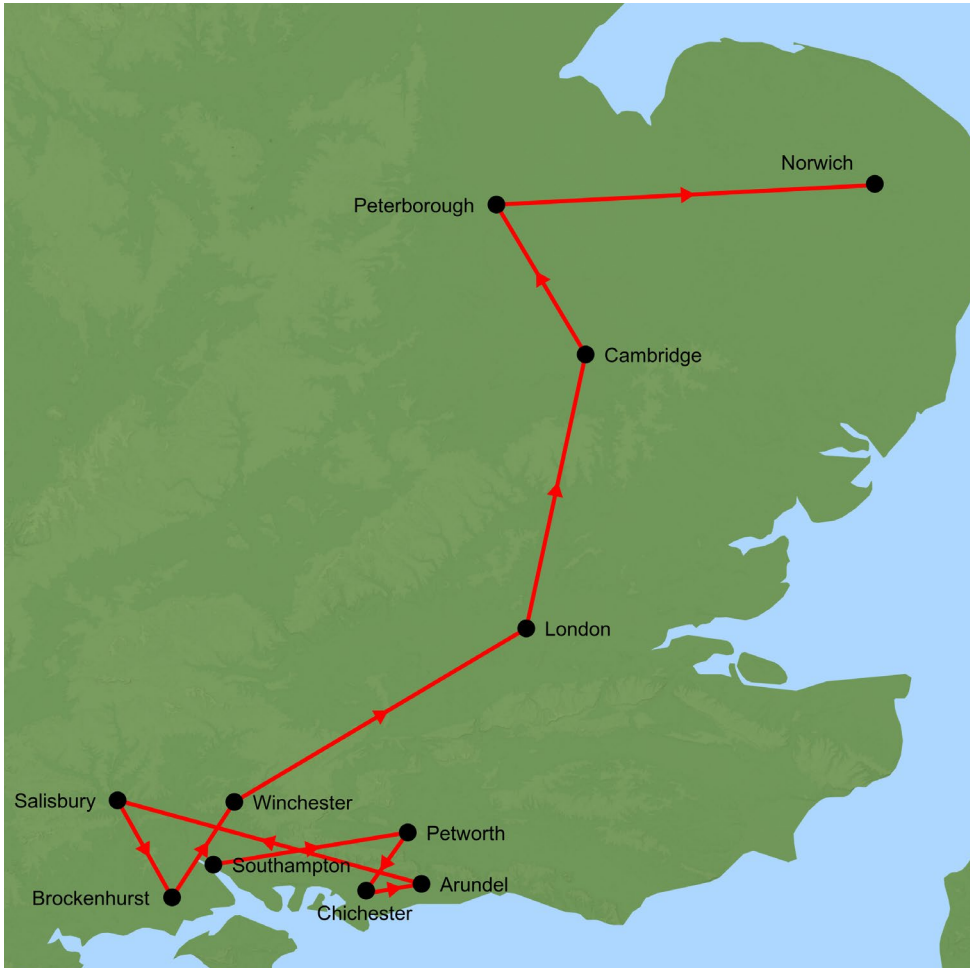 Norwich
Peterborough
Cambridge
London
Salisbury
Winchester
Petworth
Southampton
Arundel
Brockenhurst
Chichester